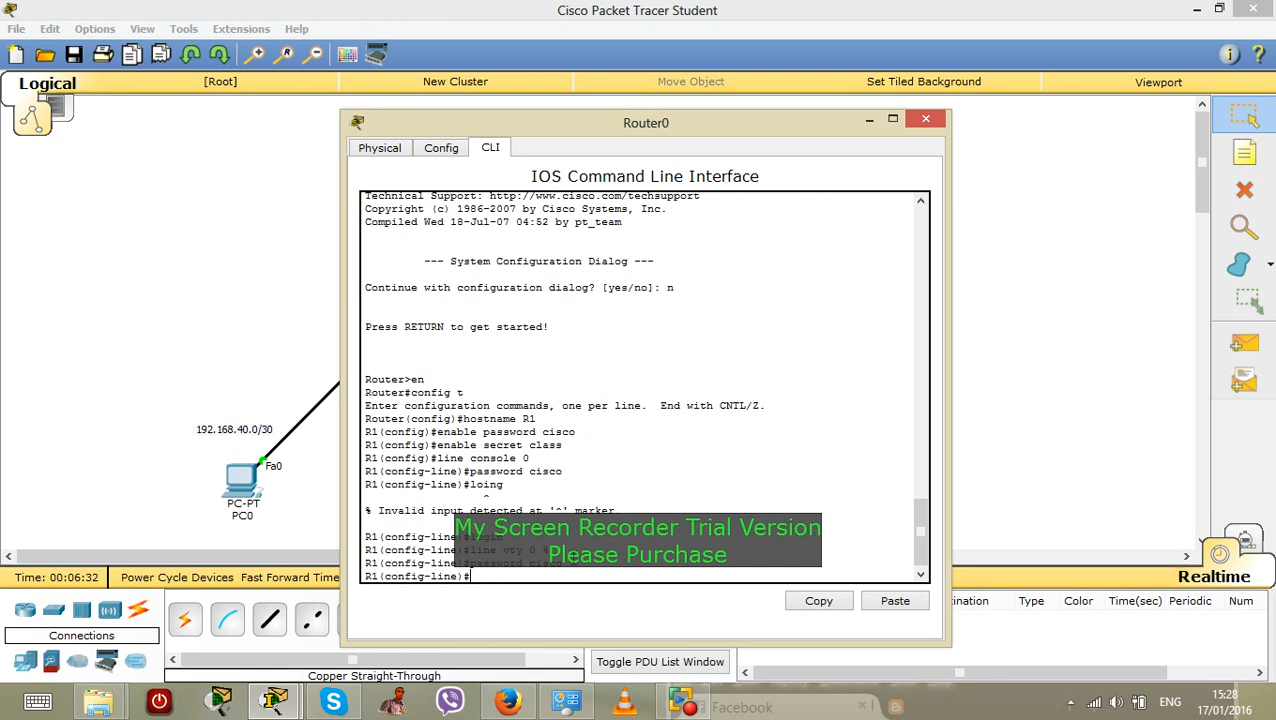 Cisco Packet Tracer Student
File Edit Options View Tools Extensions Help
Logical [Root] New Cluster Move Object Set Tiled Background Viewport
Router0
Physical Config CLI
IOS Command Line Interface
Technical Support: http://www.cisco.com/techsupport
Copyright (c) 1986-2007 by Cisco Systems, Inc.
Compiled Wed 18-Jul-07 04:52 by pt_team
--- System Configuration Dialog ---
Continue with configuration dialog? [yes/no]: n
Press RETURN to get started!
Router>en
Router#config t
Enter configuration commands, one per line.  End with CNTL/Z.
Router(config)#hostname R1
R1(config)#enable password cisco
R1(config)#enable secret class
R1(config)#line console 0
R1(config-line)#password cisco
R1(config-line)#loing
^
% Invalid input detected at '^' marker.
R1(config-line)#login
R1(config-line)#line vty 0 4
R1(config-line)#password cisco
R1(config-line)#
My Screen Recorder Trial Version
Please Purchase
192.168.40.0/30
Fa0
PC-PT
PC0
Copy Paste
Time: 00:06:32 Power Cycle Devices Fast Forward Time
Realtime
Connections
Copper Straight-Through
Toggle PDU List Window
tination Type Color Time(sec) Periodic Num
Facebook
ENG
15:28
17/01/2016